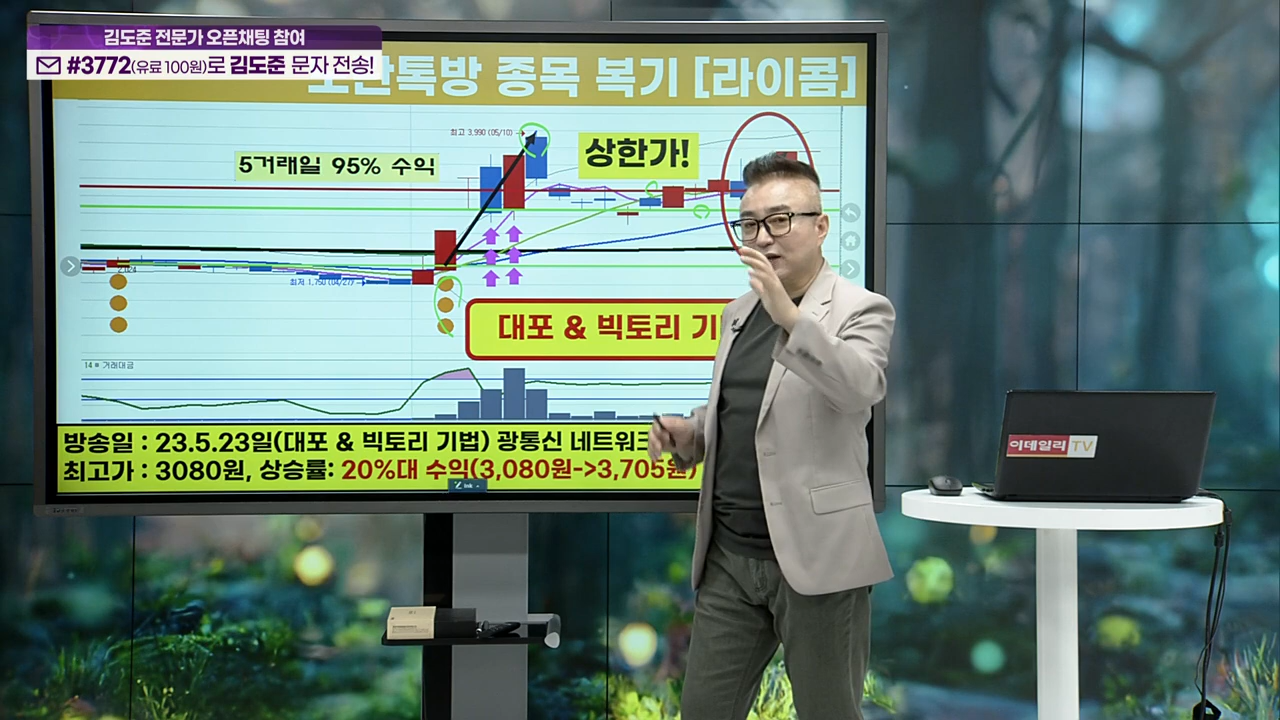 김도준 전문가 오픈채팅 참여
#3772(유료 100원)로 김도준 문자 전송!
톡방 종목 복기 [라이콤]
최고 3,990 (05/10)
5거래일 95% 수익
상한가!
최저 1,750 (04/27)
대포 & 빅토리 기
14 거래대금
방송일 : 23.5.23일(대포 & 빅토리 기법) 광통신 네트워크
최고가 : 3080원, 상승률: 20%대 수익(3,080원->3,705원)
ink
이데일리 TV